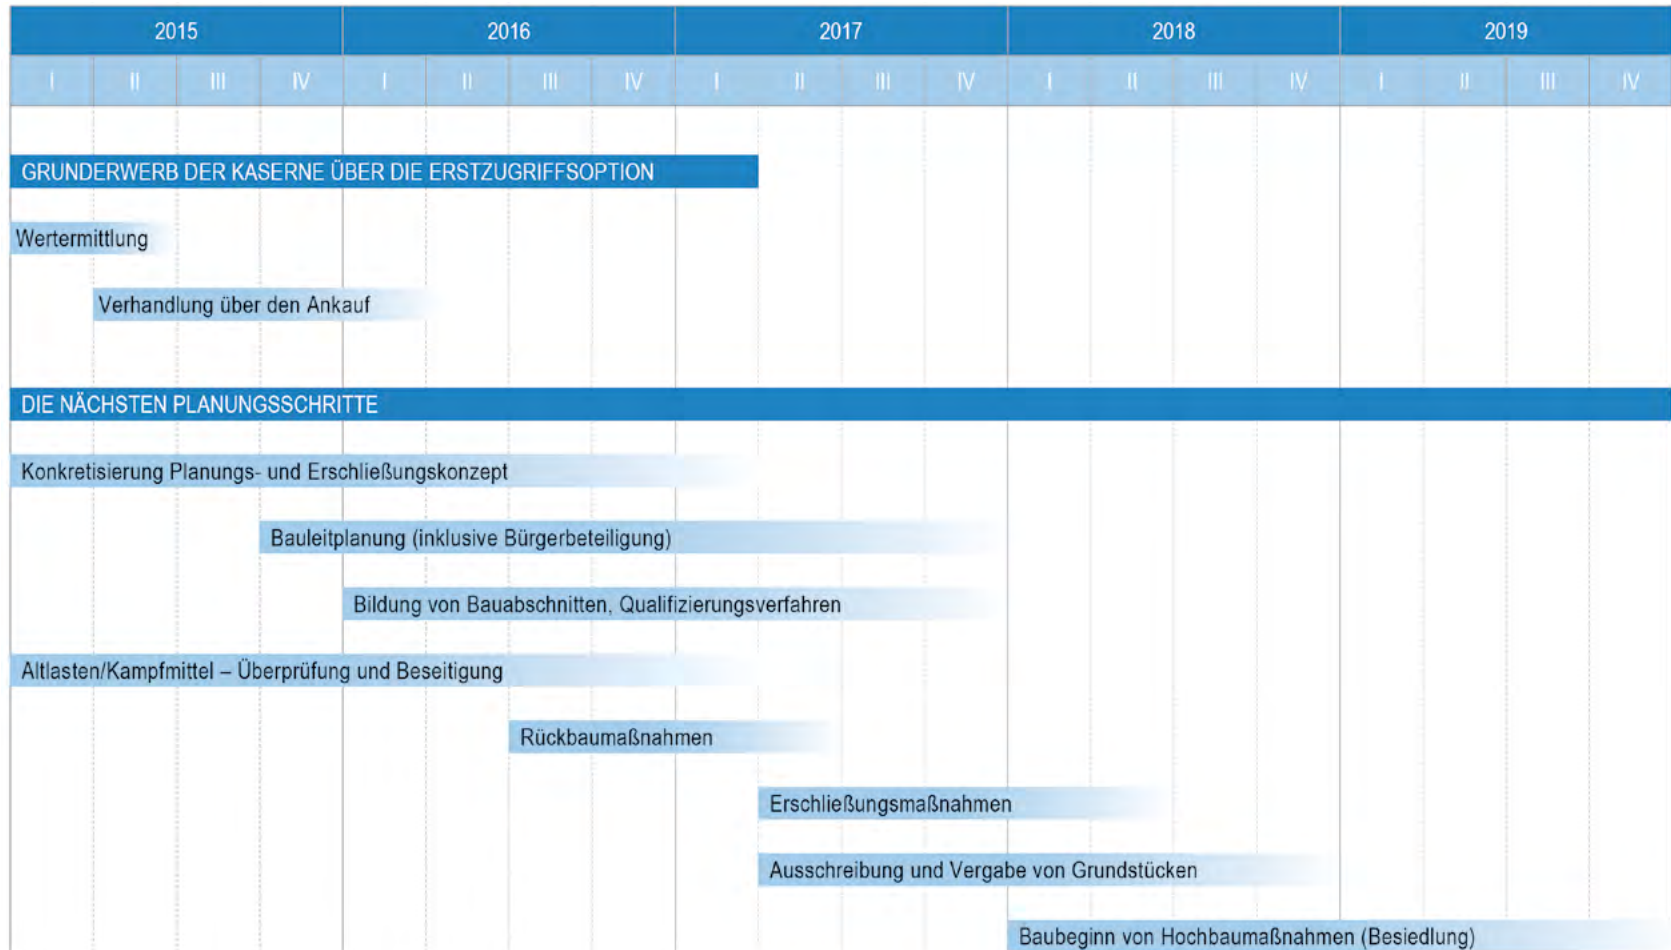 2015 2016 2017 2018 2019
I II III IV I II III IV I II III IV I II III IV I II III IV
GRUNDERWERB DER KASERNE ÜBER DIE ERSTZUGRIFFSOPTION
Wertermittlung
Verhandlung über den Ankauf
DIE NÄCHSTEN PLANUNGSSCHRITTE
Konkretisierung Planungs- und Erschließungskonzept
Bauleitplanung (inklusive Bürgerbeteiligung)
Bildung von Bauabschnitten, Qualifizierungsverfahren
Altlasten/Kampfmittel – Überprüfung und Beseitigung
Rückbaumaßnahmen
Erschließungsmaßnahmen
Ausschreibung und Vergabe von Grundstücken
Baubeginn von Hochbaumaßnahmen (Besiedlung)